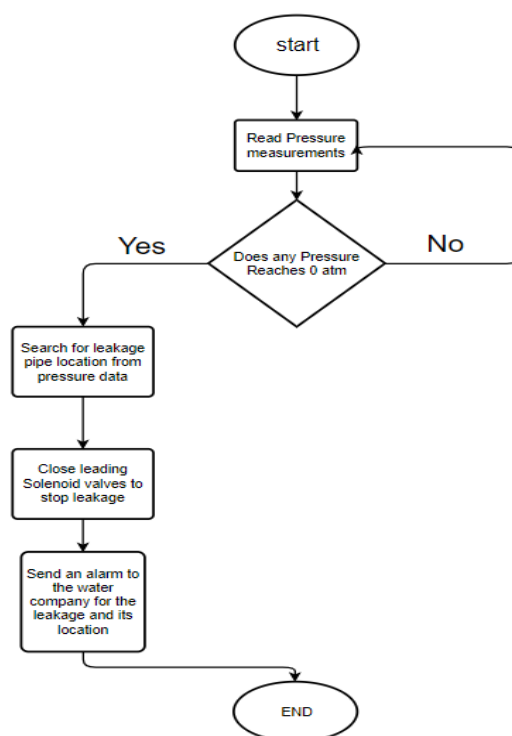 start
Read Pressure
measurements
Does any Pressure
Reaches 0 atm
Yes
No
Search for leakage
pipe location from
pressure data
Close leading
Solenoid valves to
stop leakage
Send an alarm to
the water
company for the
leakage and its
location
END